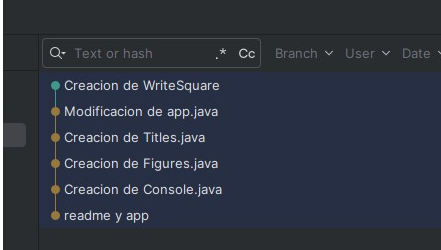 Text or hash .* Cc Branch User Date
Creacion de WriteSquare
Modificacion de app.java
Creacion de Titles.java
Creacion de Figures.java
Creacion de Console.java
readme y app